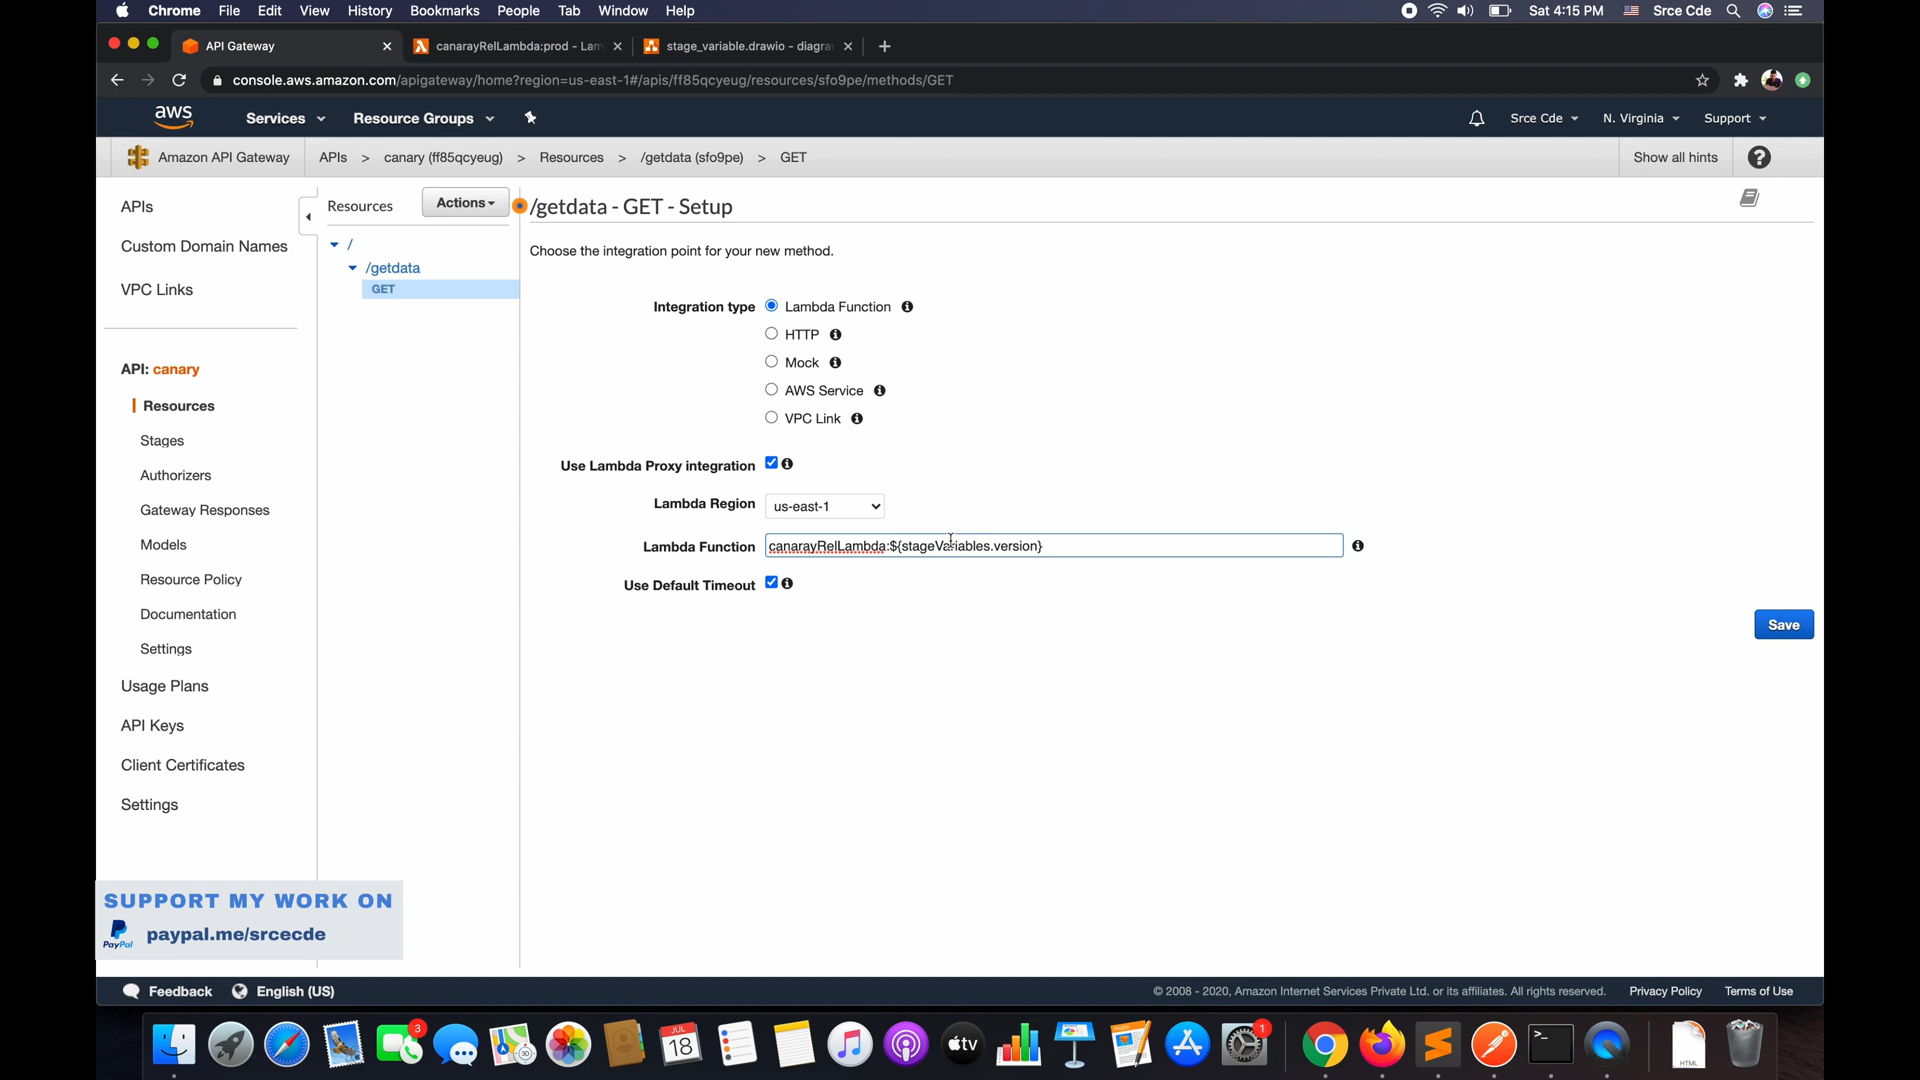 Chrome File Edit View History Bookmarks People Tab Window Help Sat 4:15 PM Srce Cde
API Gateway canarayRelLambda:prod - Lam stage_variable.drawio - diagra
console.aws.amazon.com/apigateway/home?region=us-east-1#/apis/ff85qcyeug/resources/sfo9pe/methods/GET
aws Services Resource Groups Srce Cde N. Virginia Support
Amazon API Gateway APIs > canary (ff85qcyeug) > Resources > /getdata (sfo9pe) > GET Show all hints ?
APIs
Custom Domain Names
VPC Links
API: canary
Resources
Stages
Authorizers
Gateway Responses
Models
Resource Policy
Documentation
Settings
Usage Plans
API Keys
Client Certificates
Settings
Resources Actions
/
/getdata
GET
/getdata - GET - Setup
Choose the integration point for your new method.
Integration type Lambda Function
HTTP
Mock
AWS Service
VPC Link
Use Lambda Proxy integration
Lambda Region us-east-1
Lambda Function canarayRelLambda:${stageVariables.version}
Use Default Timeout
Save
SUPPORT MY WORK ON
PayPal paypal.me/srcecde
Feedback English (US) © 2008 - 2020, Amazon Internet Services Private Ltd. or its affiliates. All rights reserved. Privacy Policy Terms of Use
3
JUL
18
tv
1
HTML